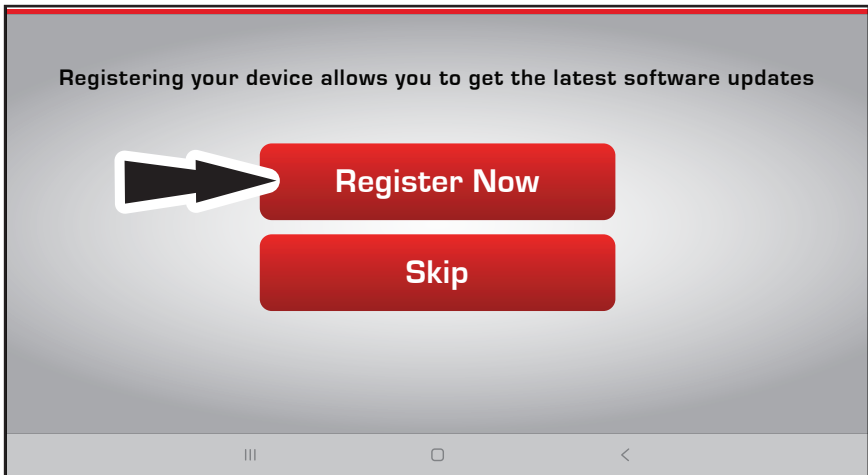 Registering your device allows you to get the latest software updates
Register Now
Skip